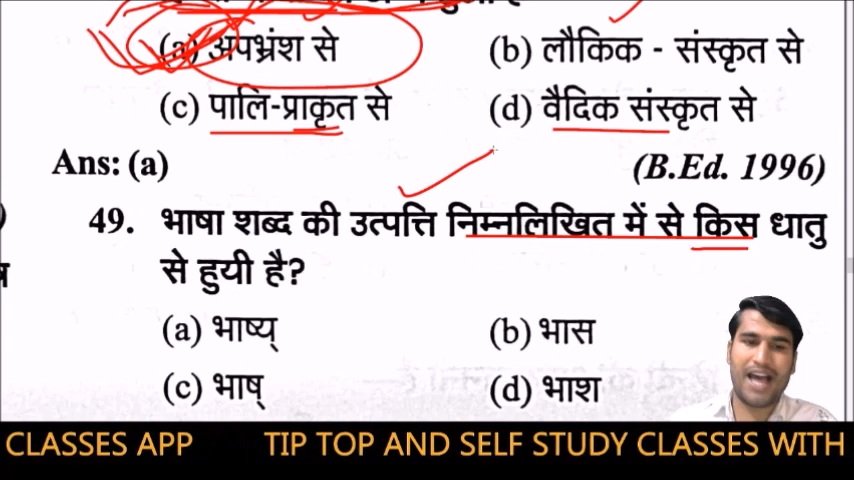 (a) अपभ्रंश से (b) लौकिक - संस्कृत से
(c) पालि-प्राकृत से (d) वैदिक संस्कृत से
Ans: (a) (B.Ed. 1996)
49. भाषा शब्द की उत्पत्ति निम्नलिखित में से किस धातु
से हुयी है?
(a) भाष्य् (b) भास
(c) भाष् (d) भाश
CLASSES APP TIP TOP AND SELF STUDY CLASSES WITH